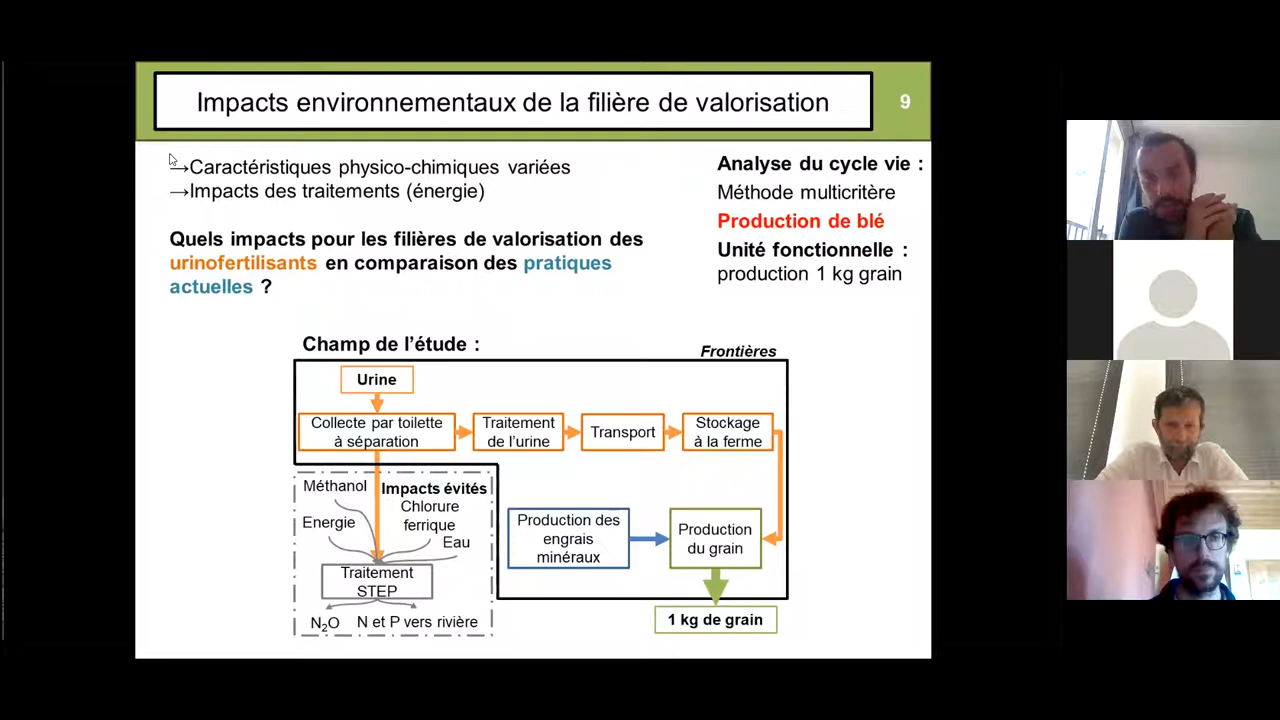 Impacts environnementaux de la filière de valorisation
9
→Caractéristiques physico-chimiques variées
→Impacts des traitements (énergie)
Quels impacts pour les filières de valorisation des
urinofertilisants en comparaison des pratiques
actuelles ?
Analyse du cycle vie :
Méthode multicritère
Production de blé
Unité fonctionnelle :
production 1 kg grain
Champ de l'étude :
Frontières
Urine
Collecte par toilette
à séparation
Traitement
de l'urine
Transport
Stockage
à la ferme
Méthanol
Impacts évités
Chlorure
ferrique
Energie
Eau
Traitement
STEP
N₂O
N et P vers rivière
Production des
engrais
minéraux
Production
du grain
1 kg de grain